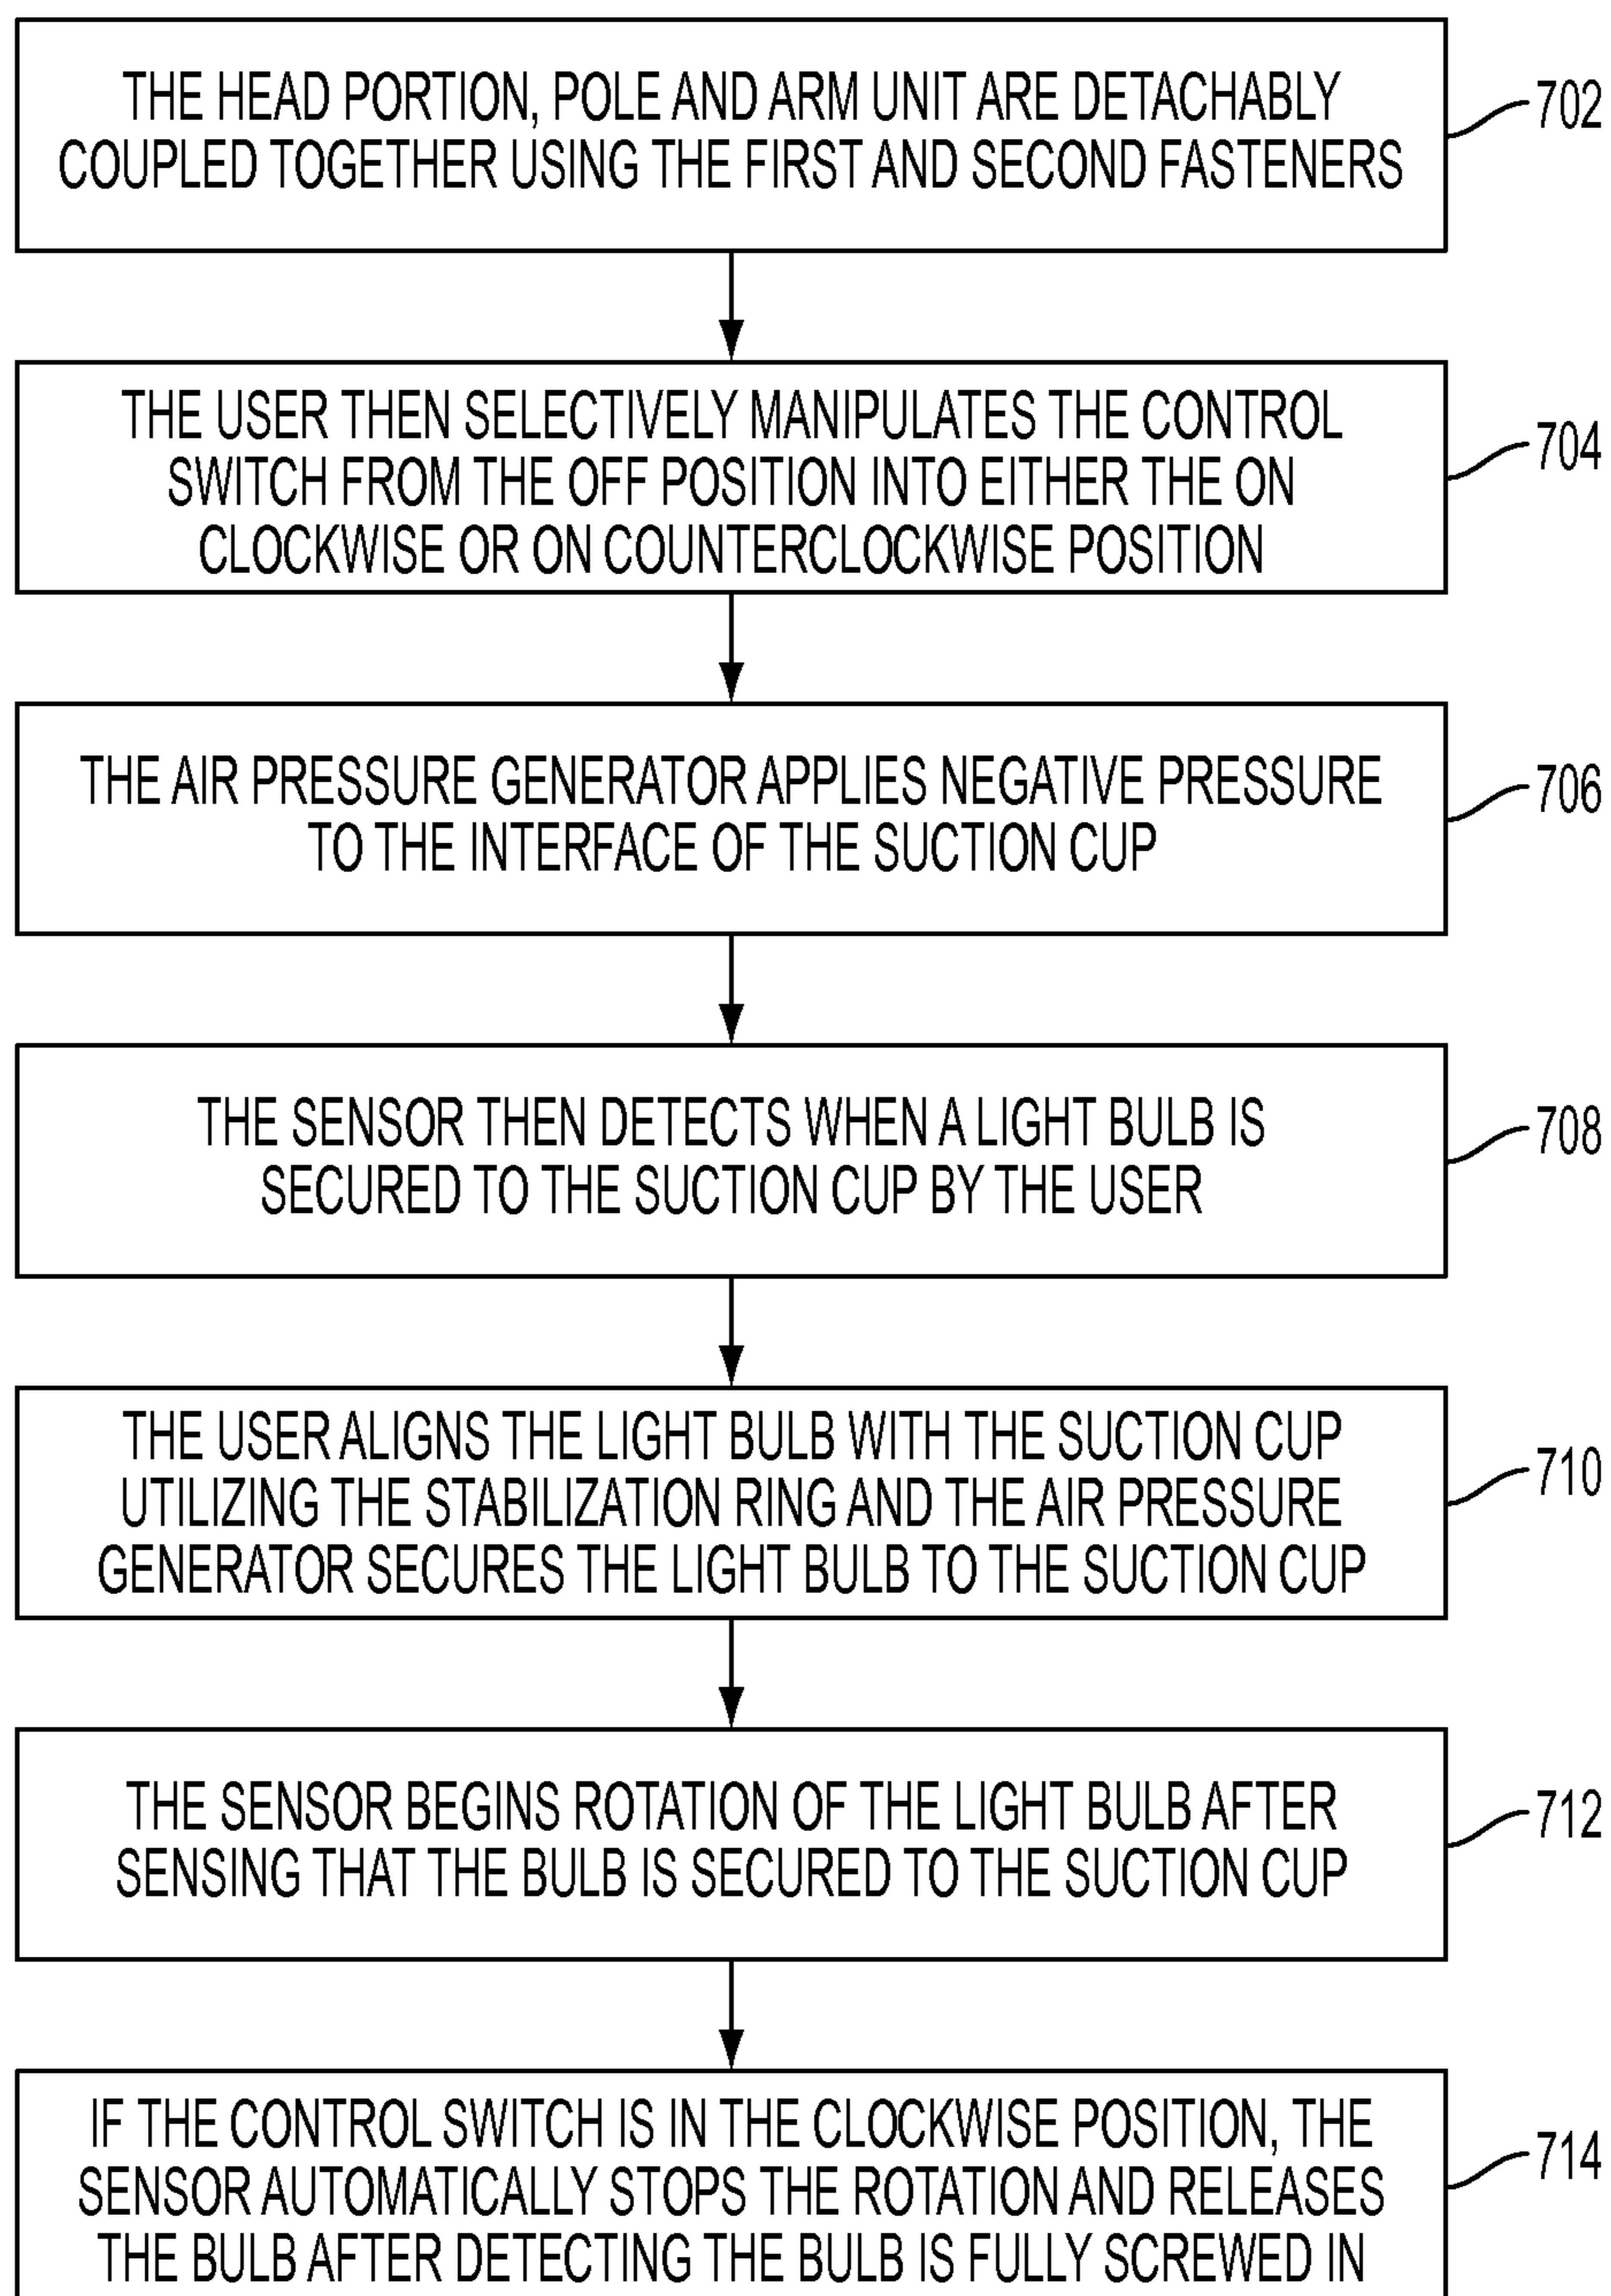 THE HEAD PORTION, POLE AND ARM UNIT ARE DETACHABLY
COUPLED TOGETHER USING THE FIRST AND SECOND FASTENERS
702
THE USER THEN SELECTIVELY MANIPULATES THE CONTROL
SWITCH FROM THE OFF POSITION INTO EITHER THE ON
CLOCKWISE OR ON COUNTERCLOCKWISE POSITION
704
THE AIR PRESSURE GENERATOR APPLIES NEGATIVE PRESSURE
TO THE INTERFACE OF THE SUCTION CUP
706
THE SENSOR THEN DETECTS WHEN A LIGHT BULB IS
SECURED TO THE SUCTION CUP BY THE USER
708
THE USER ALIGNS THE LIGHT BULB WITH THE SUCTION CUP
UTILIZING THE STABILIZATION RING AND THE AIR PRESSURE
GENERATOR SECURES THE LIGHT BULB TO THE SUCTION CUP
710
THE SENSOR BEGINS ROTATION OF THE LIGHT BULB AFTER
SENSING THAT THE BULB IS SECURED TO THE SUCTION CUP
712
IF THE CONTROL SWITCH IS IN THE CLOCKWISE POSITION, THE
SENSOR AUTOMATICALLY STOPS THE ROTATION AND RELEASES
THE BULB AFTER DETECTING THE BULB IS FULLY SCREWED IN
714